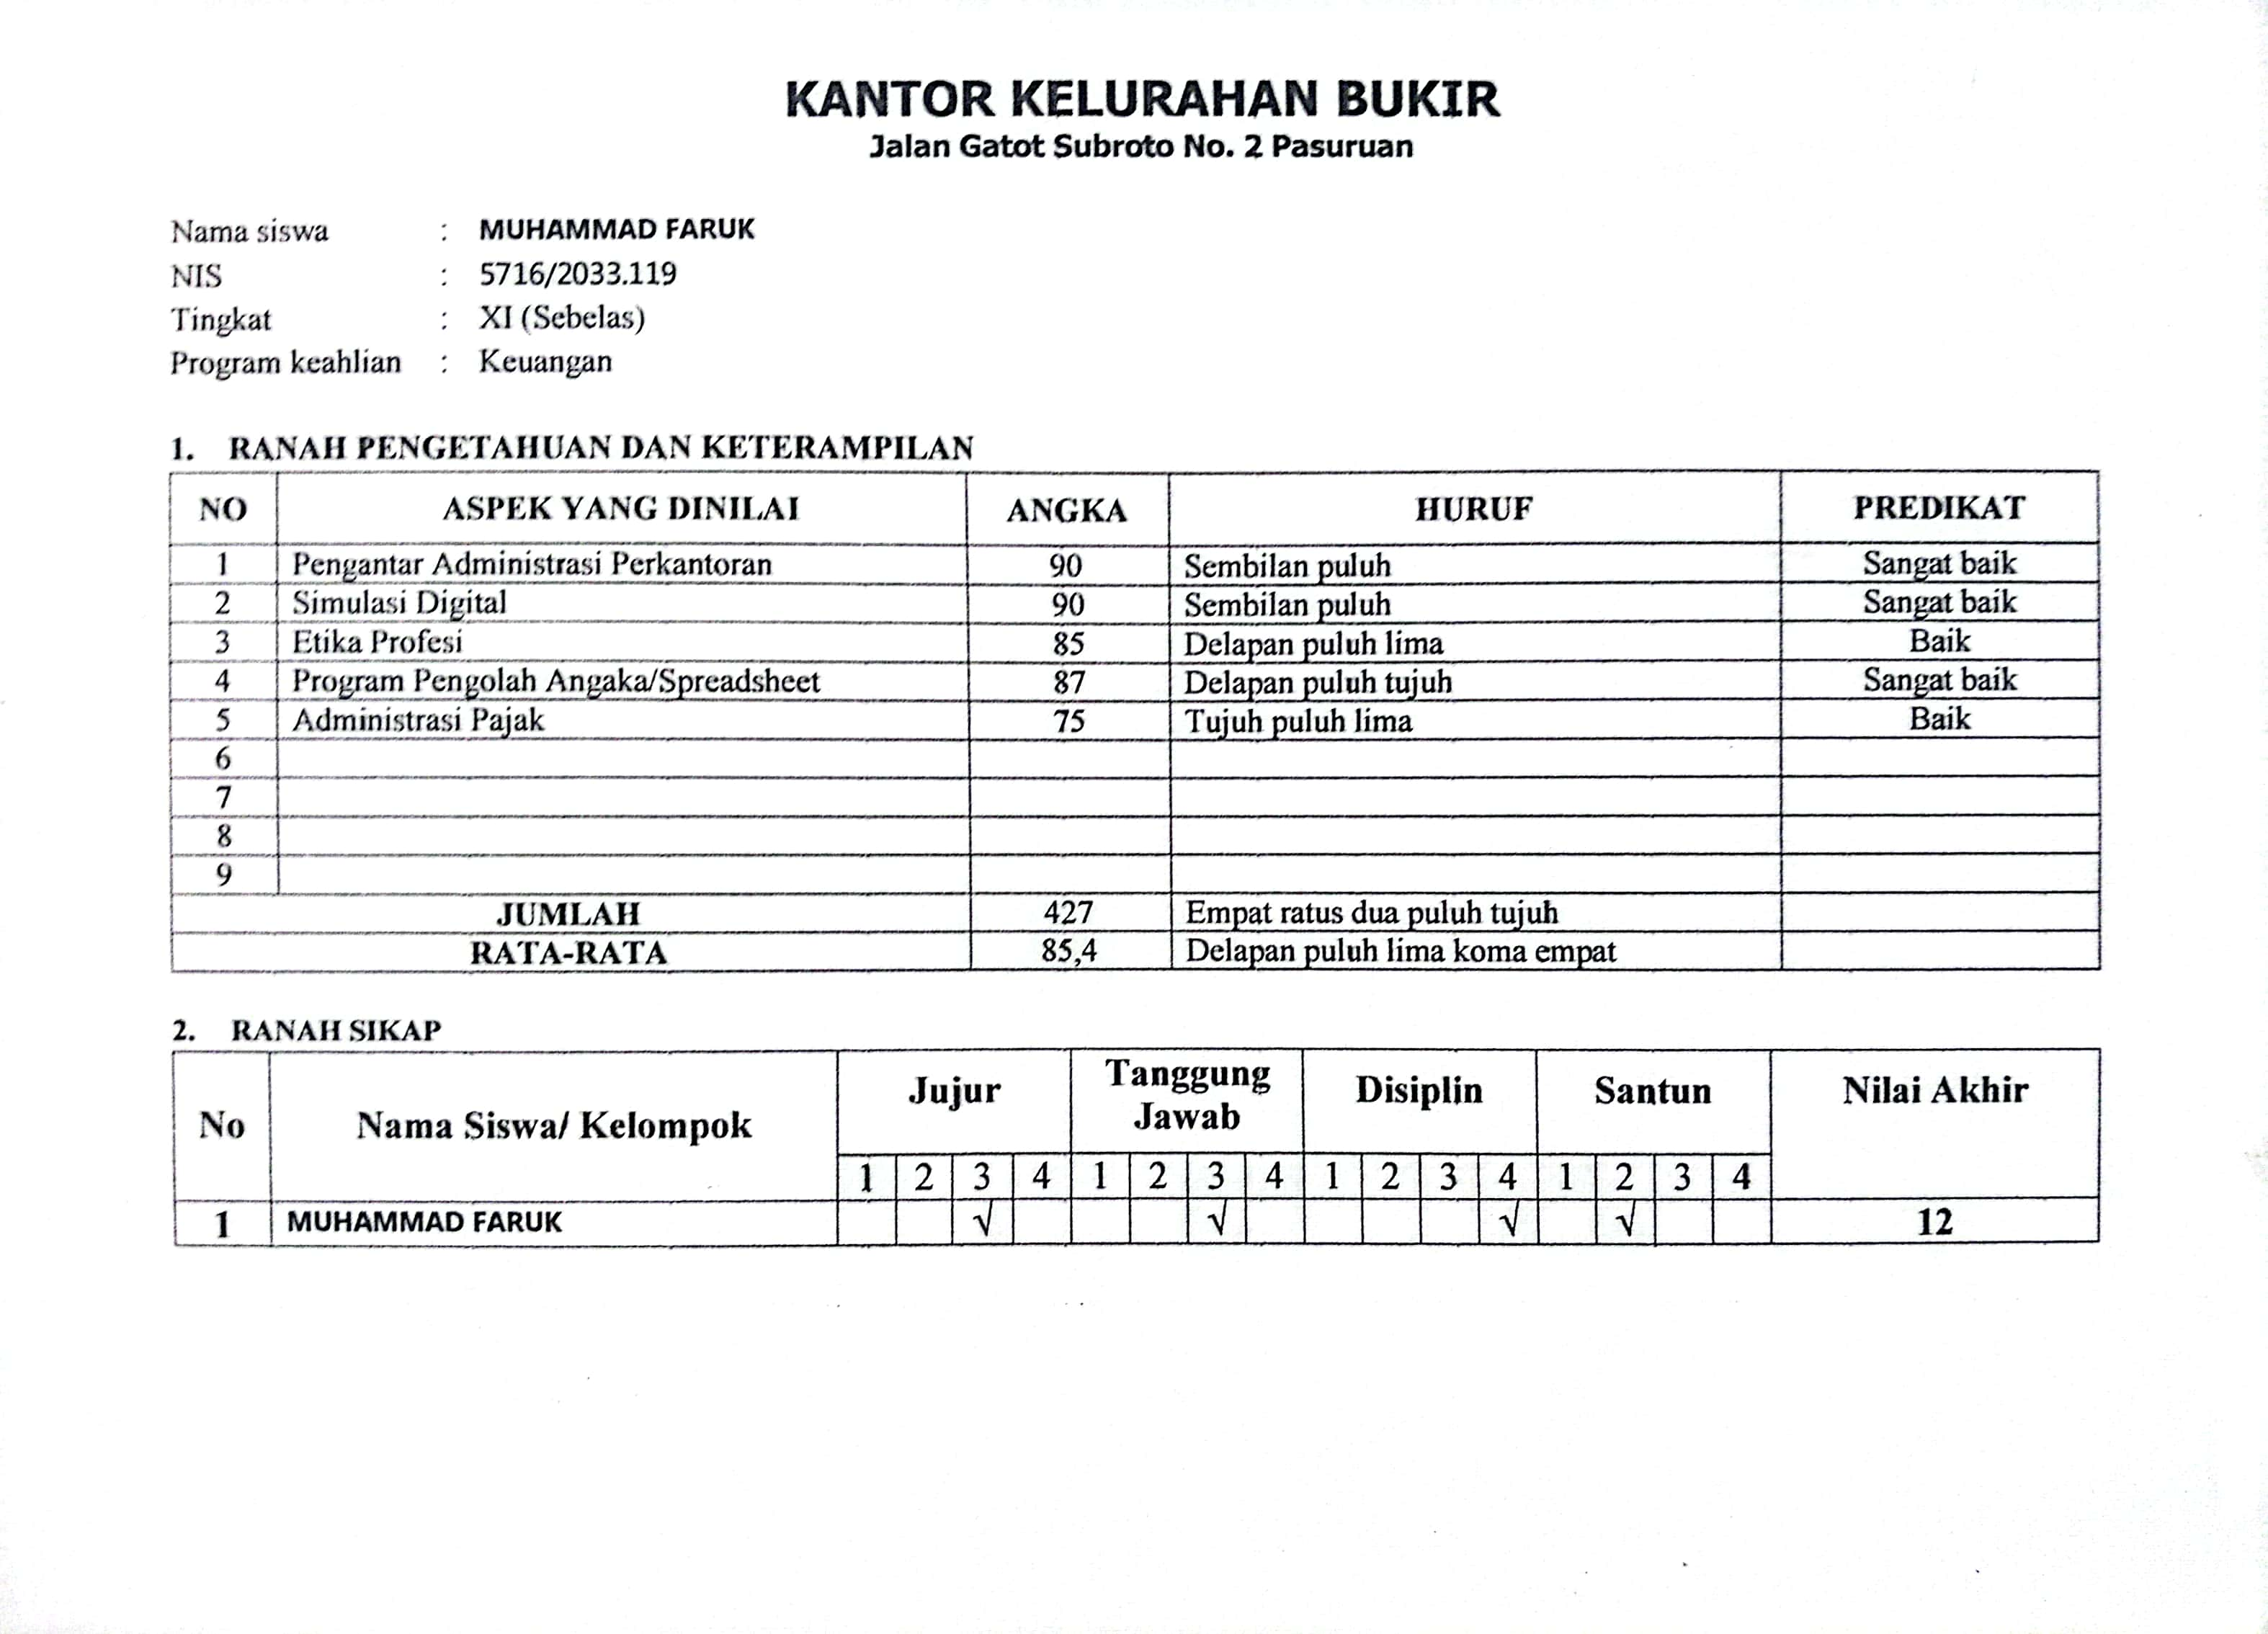 KANTOR KELURAHAN BUKIR
Jalan Gatot Subroto No. 2 Pasuruan
Nama siswa : MUHAMMAD FARUK
NIS : 5716/2033.119
Tingkat : XI (Sebelas)
Program keahlian : Keuangan
1. RANAH PENGETAHUAN DAN KETERAMPILAN
NO ASPEK YANG DINILAI ANGKA HURUF PREDIKAT
1 Pengantar Administrasi Perkantoran 90 Sembilan puluh Sangat baik
2 Simulasi Digital 90 Sembilan puluh Sangat baik
3 Etika Profesi 85 Delapan puluh lima Baik
4 Program Pengolah Angaka/Spreadsheet 87 Delapan puluh tujuh Sangat baik
5 Administrasi Pajak 75 Tujuh puluh lima Baik
6
7
8
9
JUMLAH 427 Empat ratus dua puluh tujuh
RATA-RATA 85,4 Delapan puluh lima koma empat
2. RANAH SIKAP
No Nama Siswa/ Kelompok Jujur Tanggung Jawab Disiplin Santun Nilai Akhir
1 2 3 4 1 2 3 4 1 2 3 4 1 2 3 4
1 MUHAMMAD FARUK √ √ √ √ 12